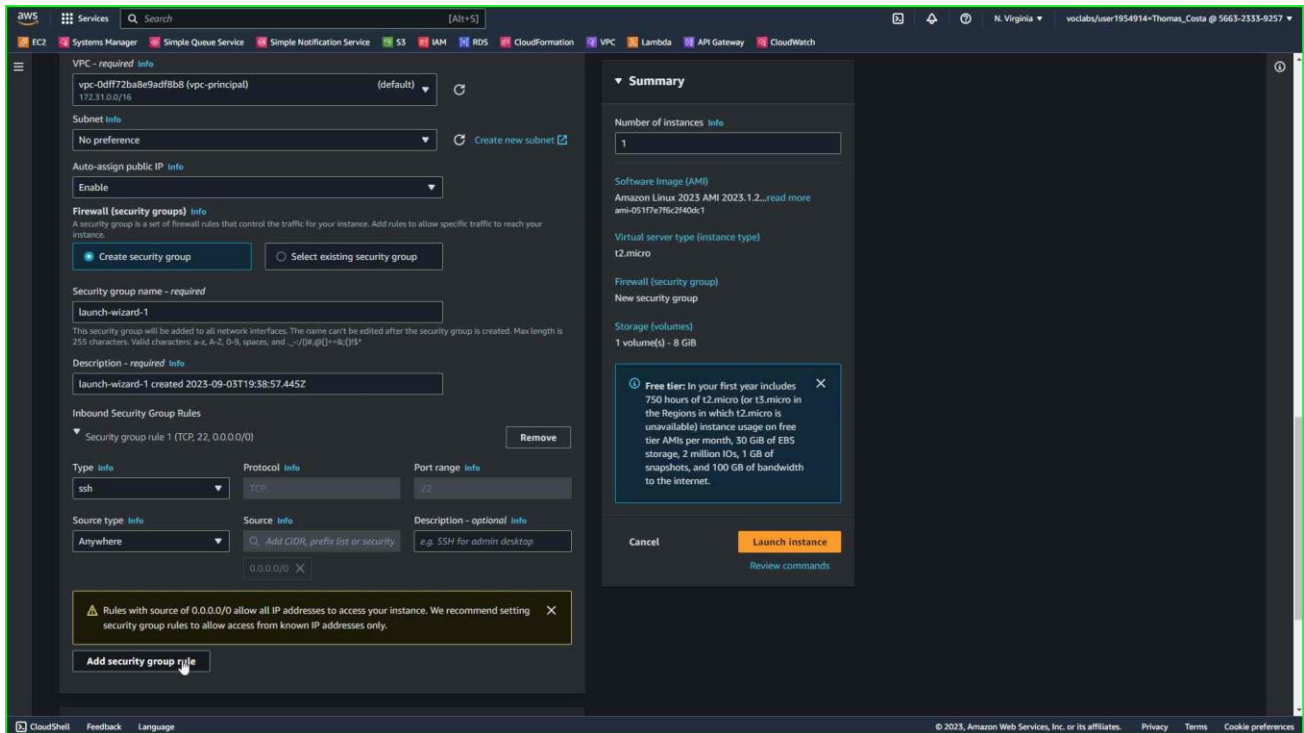 aws
Services
Search
[Alt+S]
N. Virginia
voclabs/user1954914=Thomas_Costa @ 5663-2333-9257
EC2
Systems Manager
Simple Queue Service
Simple Notification Service
S3
IAM
RDS
CloudFormation
VPC
Lambda
API Gateway
CloudWatch
VPC - required Info
vpc-0dff72ba8e9adf8b8 (vpc-principal)
(default)
172.31.0.0/16
Subnet Info
No preference
Create new subnet
Auto-assign public IP Info
Enable
Firewall (security groups) Info
A security group is a set of firewall rules that control the traffic for your instance. Add rules to allow specific traffic to reach your
instance.
Create security group
Select existing security group
Security group name - required
launch-wizard-1
This security group will be added to all network interfaces. The name can't be edited after the security group is created. Max length is
255 characters. Valid characters: a-z, A-Z, 0-9, spaces, and ._-:/()#,@[]+=&;{}!$*
Description - required Info
launch-wizard-1 created 2023-09-03T19:38:57.445Z
Inbound Security Group Rules
Security group rule 1 (TCP, 22, 0.0.0.0/0)
Remove
Type Info
Protocol Info
Port range Info
ssh
TCP
22
Source type Info
Source Info
Description - optional Info
Anywhere
Add CIDR, prefix list or security
e.g. SSH for admin desktop
0.0.0.0/0
Rules with source of 0.0.0.0/0 allow all IP addresses to access your instance. We recommend setting
security group rules to allow access from known IP addresses only.
Add security group rule
Summary
Number of instances Info
1
Software Image (AMI)
Amazon Linux 2023 AMI 2023.1.2...read more
ami-051f7e7f6c2f40dc1
Virtual server type (instance type)
t2.micro
Firewall (security group)
New security group
Storage (volumes)
1 volume(s) - 8 GiB
Free tier: In your first year includes
750 hours of t2.micro (or t3.micro in
the Regions in which t2.micro is
unavailable) instance usage on free
tier AMIs per month, 30 GiB of EBS
storage, 2 million IOs, 1 GB of
snapshots, and 100 GB of bandwidth
to the internet.
Cancel
Launch instance
Review commands
CloudShell
Feedback
Language
© 2023, Amazon Web Services, Inc. or its affiliates.
Privacy
Terms
Cookie preferences